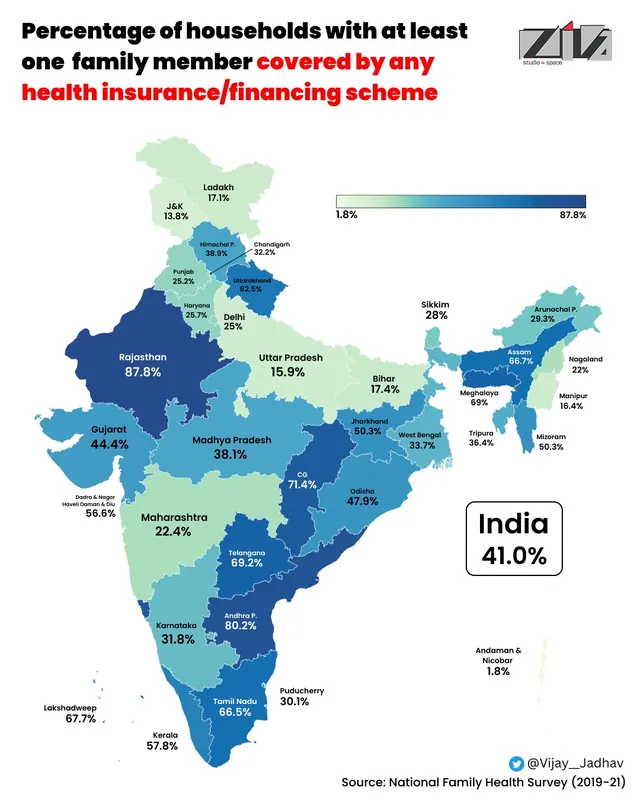 Percentage of households with at least
one family member covered by any
health insurance/financing scheme
ZIVA
studio in space
Ladakh
17.1%
J&K
13.8%
1.8%
87.8%
Himachal P.
38.9%
Chandigarh
32.2%
Punjab
25.2%
Uttarakhand
62.5%
Haryana
25.7%
Delhi
25%
Sikkim
28%
Arunachal P.
29.3%
Rajasthan
87.8%
Uttar Pradesh
15.9%
Assam
66.7%
Nagaland
22%
Bihar
17.4%
Meghalaya
69%
Manipur
16.4%
Gujarat
44.4%
Madhya Pradesh
38.1%
Jharkhand
50.3%
West Bengal
33.7%
Tripura
36.4%
Mizoram
50.3%
CG
71.4%
Odisha
47.9%
Dadra & Nagar
Haveli Daman & Diu
56.6%
Maharashtra
22.4%
India
41.0%
Telangana
69.2%
Karnataka
31.8%
Andhra P.
80.2%
Andaman &
Nicobar
1.8%
Puducherry
30.1%
Tamil Nadu
66.5%
Lakshadweep
67.7%
Kerala
57.8%
@Vijay__Jadhav
Source: National Family Health Survey (2019-21)